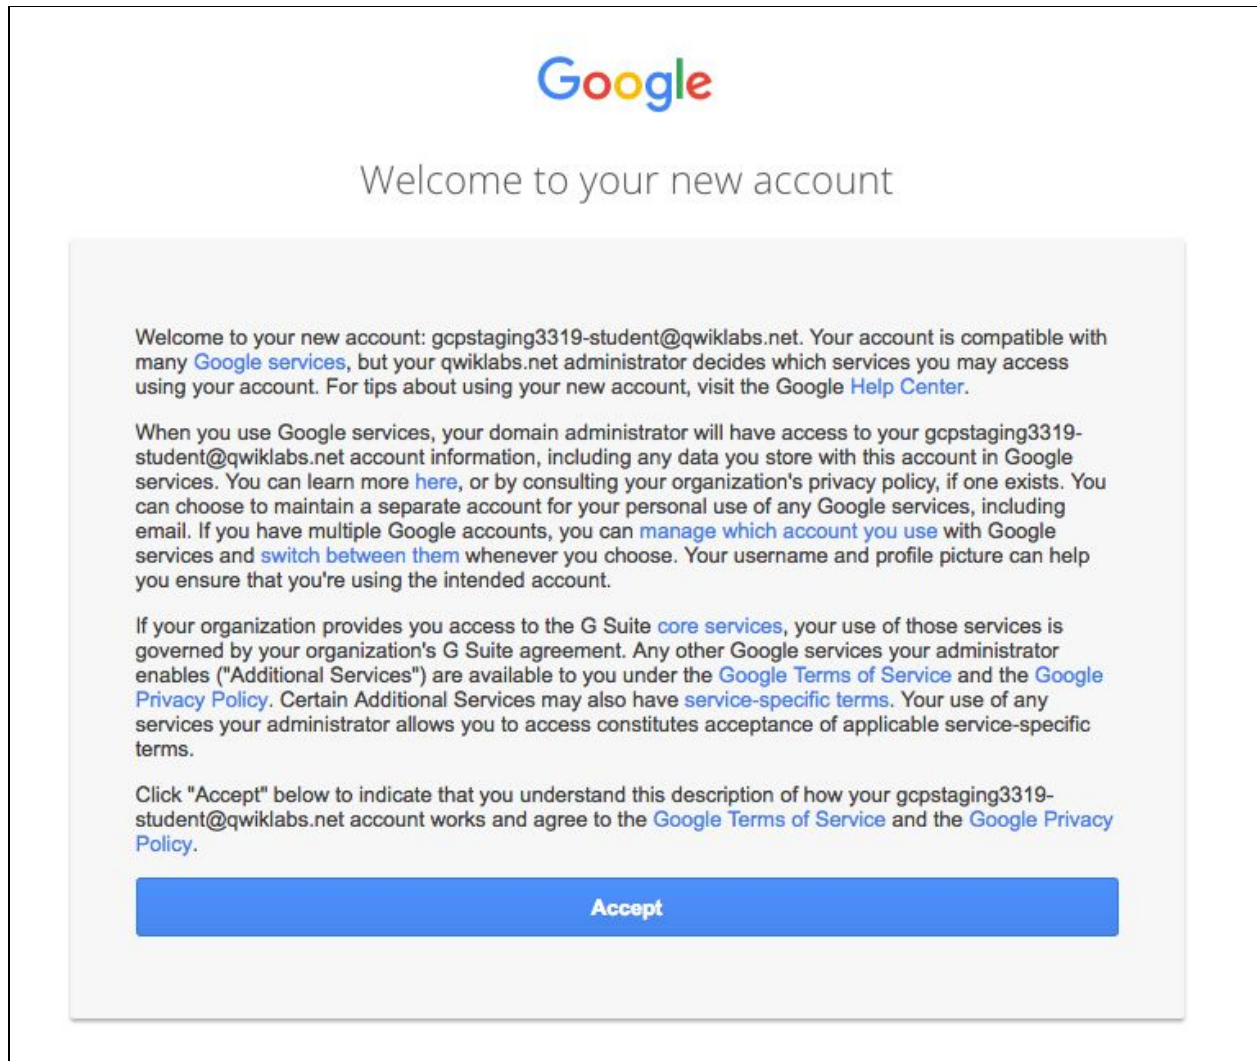 Google
Welcome to your new account
Welcome to your new account: gcpstaging3319-student@qwiklabs.net. Your account is compatible with
many Google services, but your qwiklabs.net administrator decides which services you may access
using your account. For tips about using your new account, visit the Google Help Center.
When you use Google services, your domain administrator will have access to your gcpstaging3319-
student@qwiklabs.net account information, including any data you store with this account in Google
services. You can learn more here, or by consulting your organization's privacy policy, if one exists. You
can choose to maintain a separate account for your personal use of any Google services, including
email. If you have multiple Google accounts, you can manage which account you use with Google
services and switch between them whenever you choose. Your username and profile picture can help
you ensure that you're using the intended account.
If your organization provides you access to the G Suite core services, your use of those services is
governed by your organization's G Suite agreement. Any other Google services your administrator
enables ("Additional Services") are available to you under the Google Terms of Service and the Google
Privacy Policy. Certain Additional Services may also have service-specific terms. Your use of any
services your administrator allows you to access constitutes acceptance of applicable service-specific
terms.
Click "Accept" below to indicate that you understand this description of how your gcpstaging3319-
student@qwiklabs.net account works and agree to the Google Terms of Service and the Google Privacy
Policy.
Accept